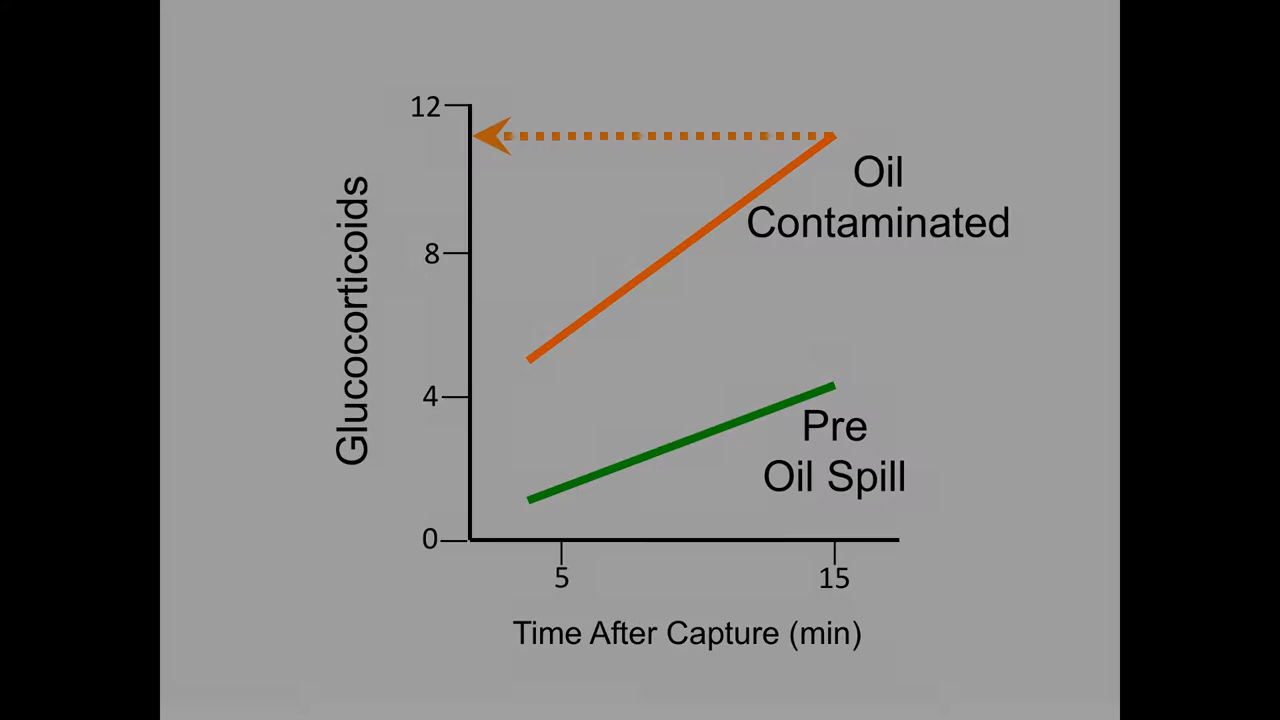 12
8
4
0
Glucocorticoids
Oil
Contaminated
Pre
Oil Spill
5
15
Time After Capture (min)